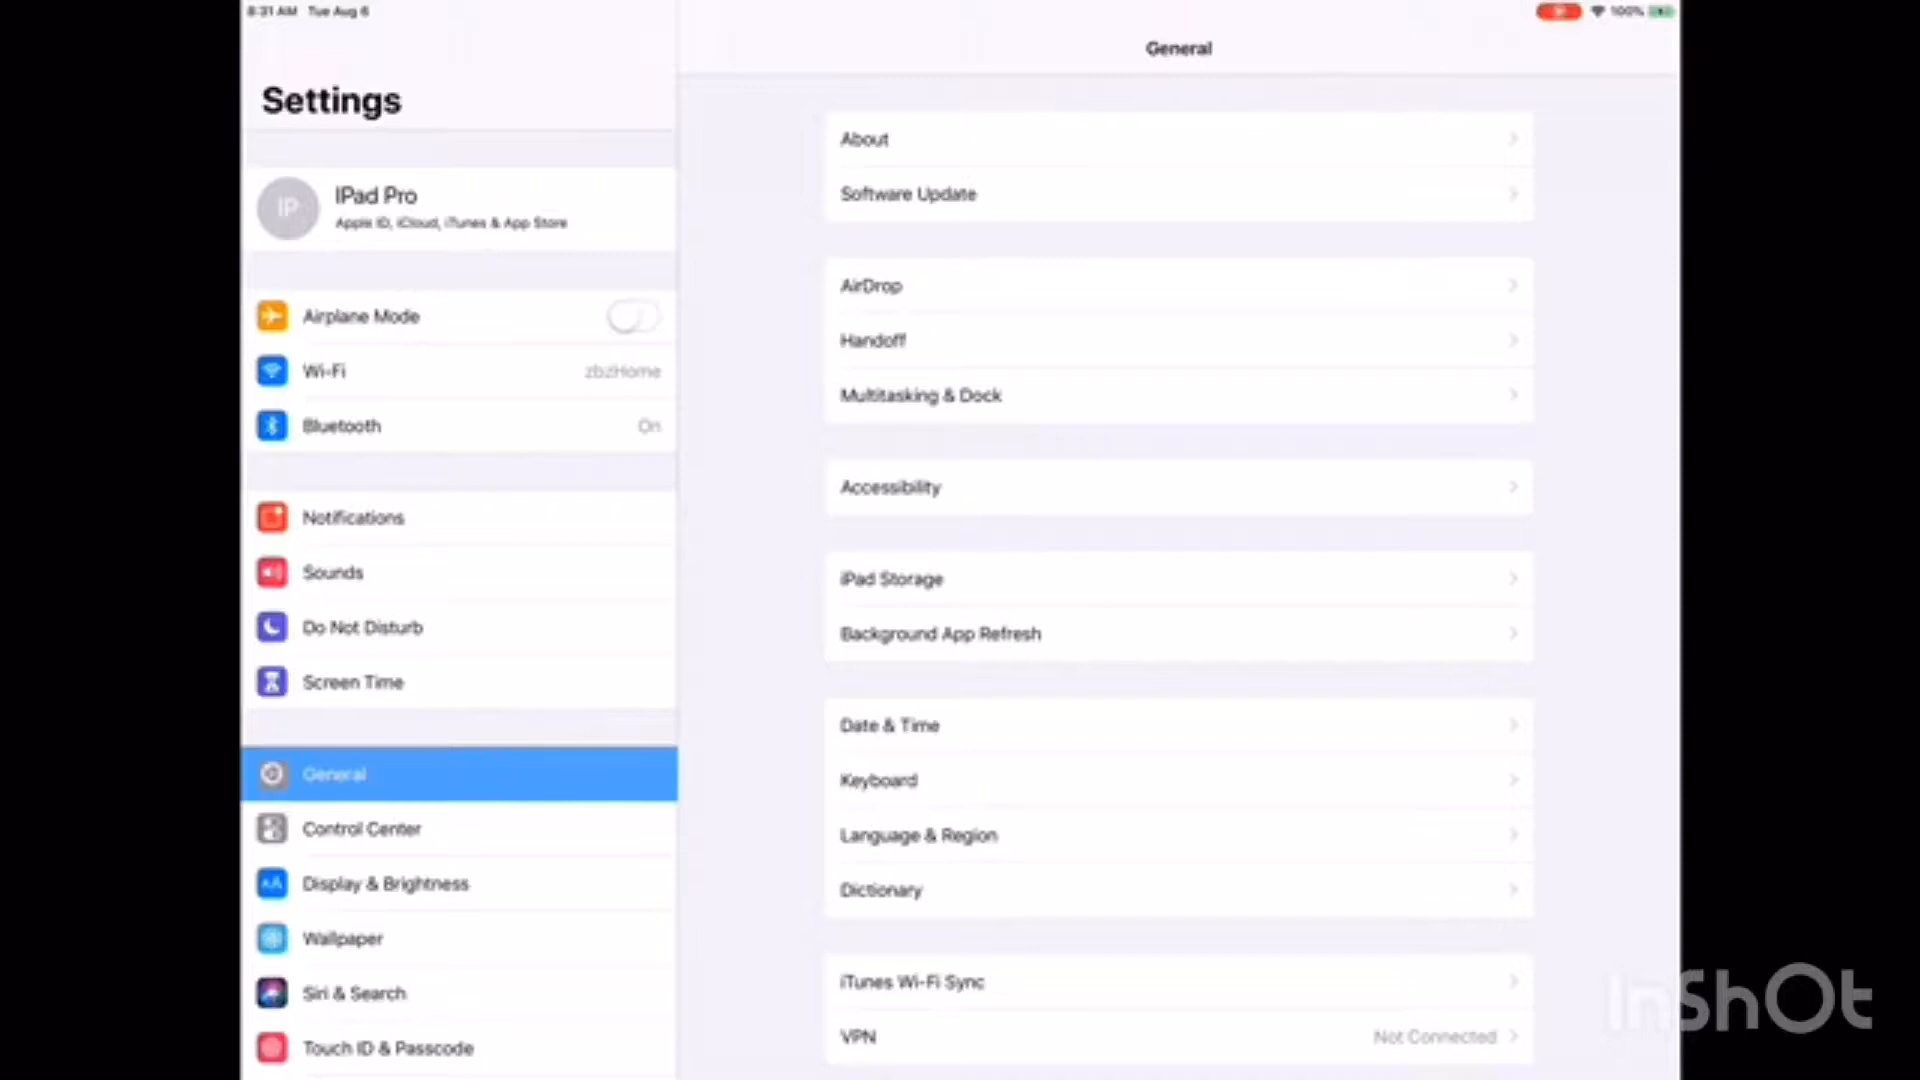 8:31 AM Tue Aug 6
100%
Settings
General
IP
IPad Pro
Apple ID, iCloud, iTunes & App Store
Airplane Mode
Wi-Fi
zbzHome
Bluetooth
On
Notifications
Sounds
Do Not Disturb
Screen Time
General
Control Center
AA
Display & Brightness
Wallpaper
Siri & Search
Touch ID & Passcode
About
Software Update
AirDrop
Handoff
Multitasking & Dock
Accessibility
iPad Storage
Background App Refresh
Date & Time
Keyboard
Language & Region
Dictionary
iTunes Wi-Fi Sync
VPN
Not Connected
InShOt